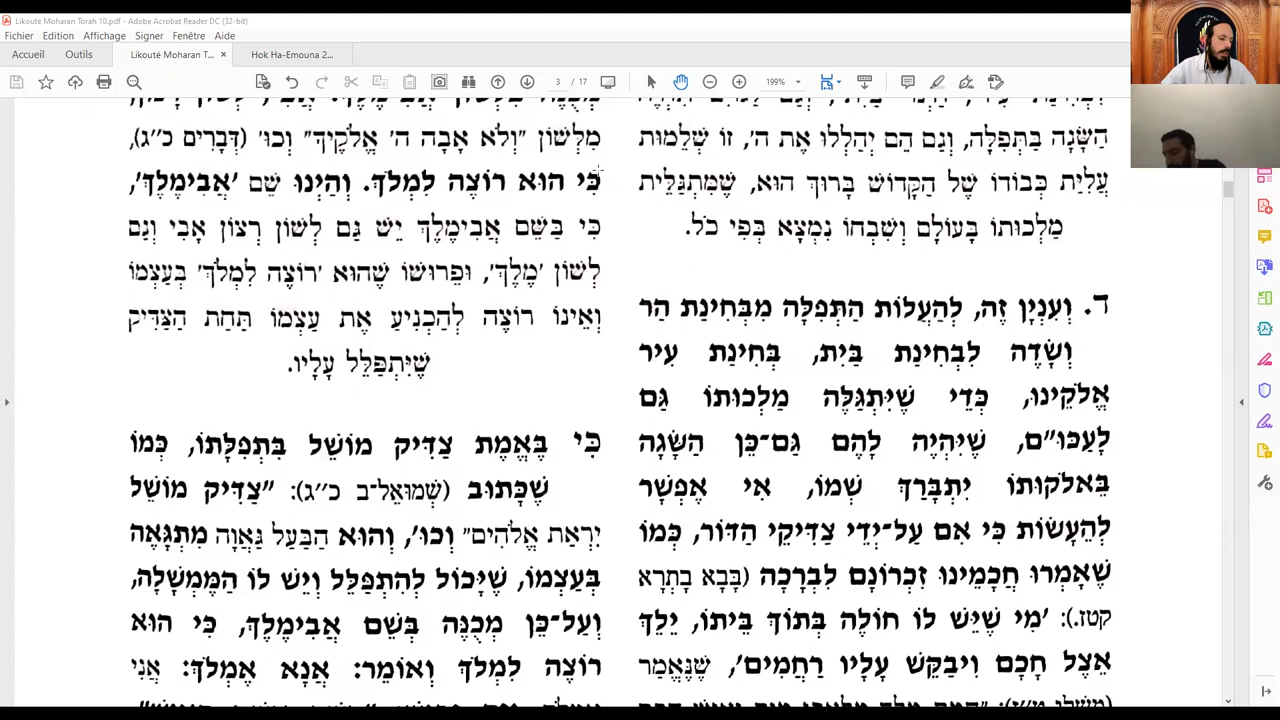 Likouté Moharan Torah 10.pdf - Adobe Acrobat Reader DC (32-bit)
Fichier Edition Affichage Signer Fenêtre Aide
Accueil Outils Likouté Moharan T... × Hok Ha-Emouna 2...
3 / 17 199%
הַשָּׂגָה בַּתְּפִלָּה, וְגַם הֵם יְהַלְלוּ אֶת ה', זוֹ שְׁלֵמוּת
עֲלִיַּת כְּבוֹדוֹ שֶׁל הַקָּדוֹשׁ בָּרוּךְ הוּא, שֶׁמִּתְגַּלֵּית
מַלְכוּתוֹ בָּעוֹלָם וְשִׁבְחוֹ נִמְצָא בְּפִי כֹל.
ד. וְעִנְיָן זֶה, לְהַעֲלוֹת הַתְּפִלָּה מִבְּחִינַת הַר
וְשָׂדֶה לִבְחִינַת בַּיִת, בְּחִינַת עִיר
אֱלֹקֵינוּ, כְּדֵי שֶׁיִּתְגַּלֶּה מַלְכוּתוֹ גַּם
לָעַכּוּ"ם, שֶׁיִּהְיֶה לָהֶם גַּם־כֵּן הַשָּׂגָה
בֵּאלֹקוּתוֹ יִתְבָּרַךְ שְׁמוֹ, אִי אֶפְשָׁר
לְהֵעָשׂוֹת כִּי אִם עַל־יְדֵי צַדִּיקֵי הַדּוֹר, כְּמוֹ
שֶׁאָמְרוּ חֲכָמֵינוּ זִכְרוֹנָם לִבְרָכָה (בָּבָא בַתְרָא
קטז.): 'מִי שֶׁיֵּשׁ לוֹ חוֹלֶה בְּתוֹךְ בֵּיתוֹ, יֵלֵךְ
אֵצֶל חָכָם וִיבַקֵּשׁ עָלָיו רַחֲמִים', שֶׁנֶּאֱמַר
מִלְּשׁוֹן "וְלֹא אָבָה ה' אֱלֹקֶיךָ" וְכוּ' (דְּבָרִים כ"ג),
כִּי הוּא רוֹצֶה לִמְלֹךְ. וְהַיְנוּ שֵׁם 'אֲבִימֶלֶךְ',
כִּי בַּשֵּׁם אֲבִימֶלֶךְ יֵשׁ גַּם לְשׁוֹן רָצוֹן אָבִי וְגַם
לְשׁוֹן 'מֶלֶךְ', וּפֵרוּשׁוֹ שֶׁהוּא 'רוֹצֶה לִמְלֹךְ' בְּעַצְמוֹ
וְאֵינוֹ רוֹצֶה לְהַכְנִיעַ אֶת עַצְמוֹ תַּחַת הַצַּדִּיק
שֶׁיִּתְפַּלֵּל עָלָיו.
כִּי בֶּאֱמֶת צַדִּיק מוֹשֵׁל בִּתְפִלָּתוֹ, כְּמוֹ
שֶׁכָּתוּב (שְׁמוּאֵל־ב כ"ג): "צַדִּיק מוֹשֵׁל
יִרְאַת אֱלֹהִים" וְכוּ', וְהוּא הַבַּעַל גַּאֲוָה מִתְגָּאֶה
בְּעַצְמוֹ, שֶׁיָּכוֹל לְהִתְפַּלֵּל וְיֵשׁ לוֹ הַמֶּמְשָׁלָה,
וְעַל־כֵּן מְכֻנֶּה בְּשֵׁם אֲבִימֶלֶךְ, כִּי הוּא
רוֹצֶה לִמְלֹךְ וְאוֹמֵר: אֲנָא אֶמְלֹךְ: אֲנִי